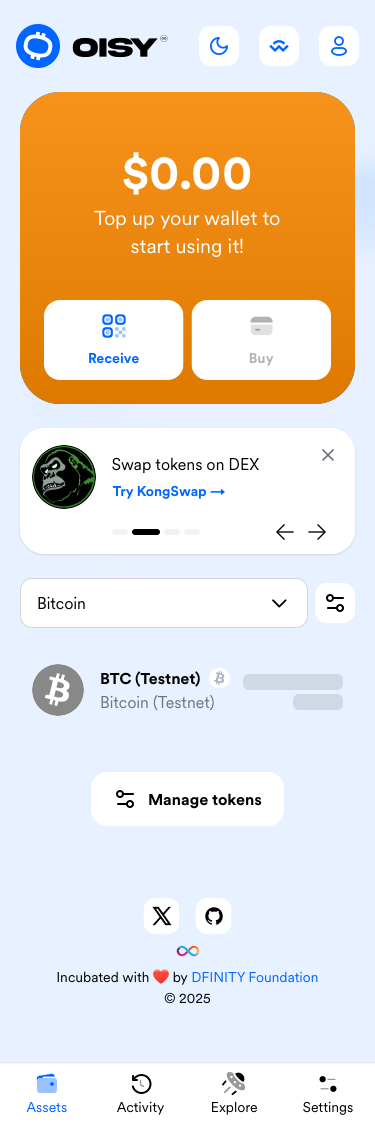 OISY
$0.00
Top up your wallet to
start using it!
Receive
Buy
Swap tokens on DEX
Try KongSwap →
Bitcoin
BTC (Testnet)
Bitcoin (Testnet)
Manage tokens
Incubated with ❤️ by DFINITY Foundation
© 2025
Assets
Activity
Explore
Settings